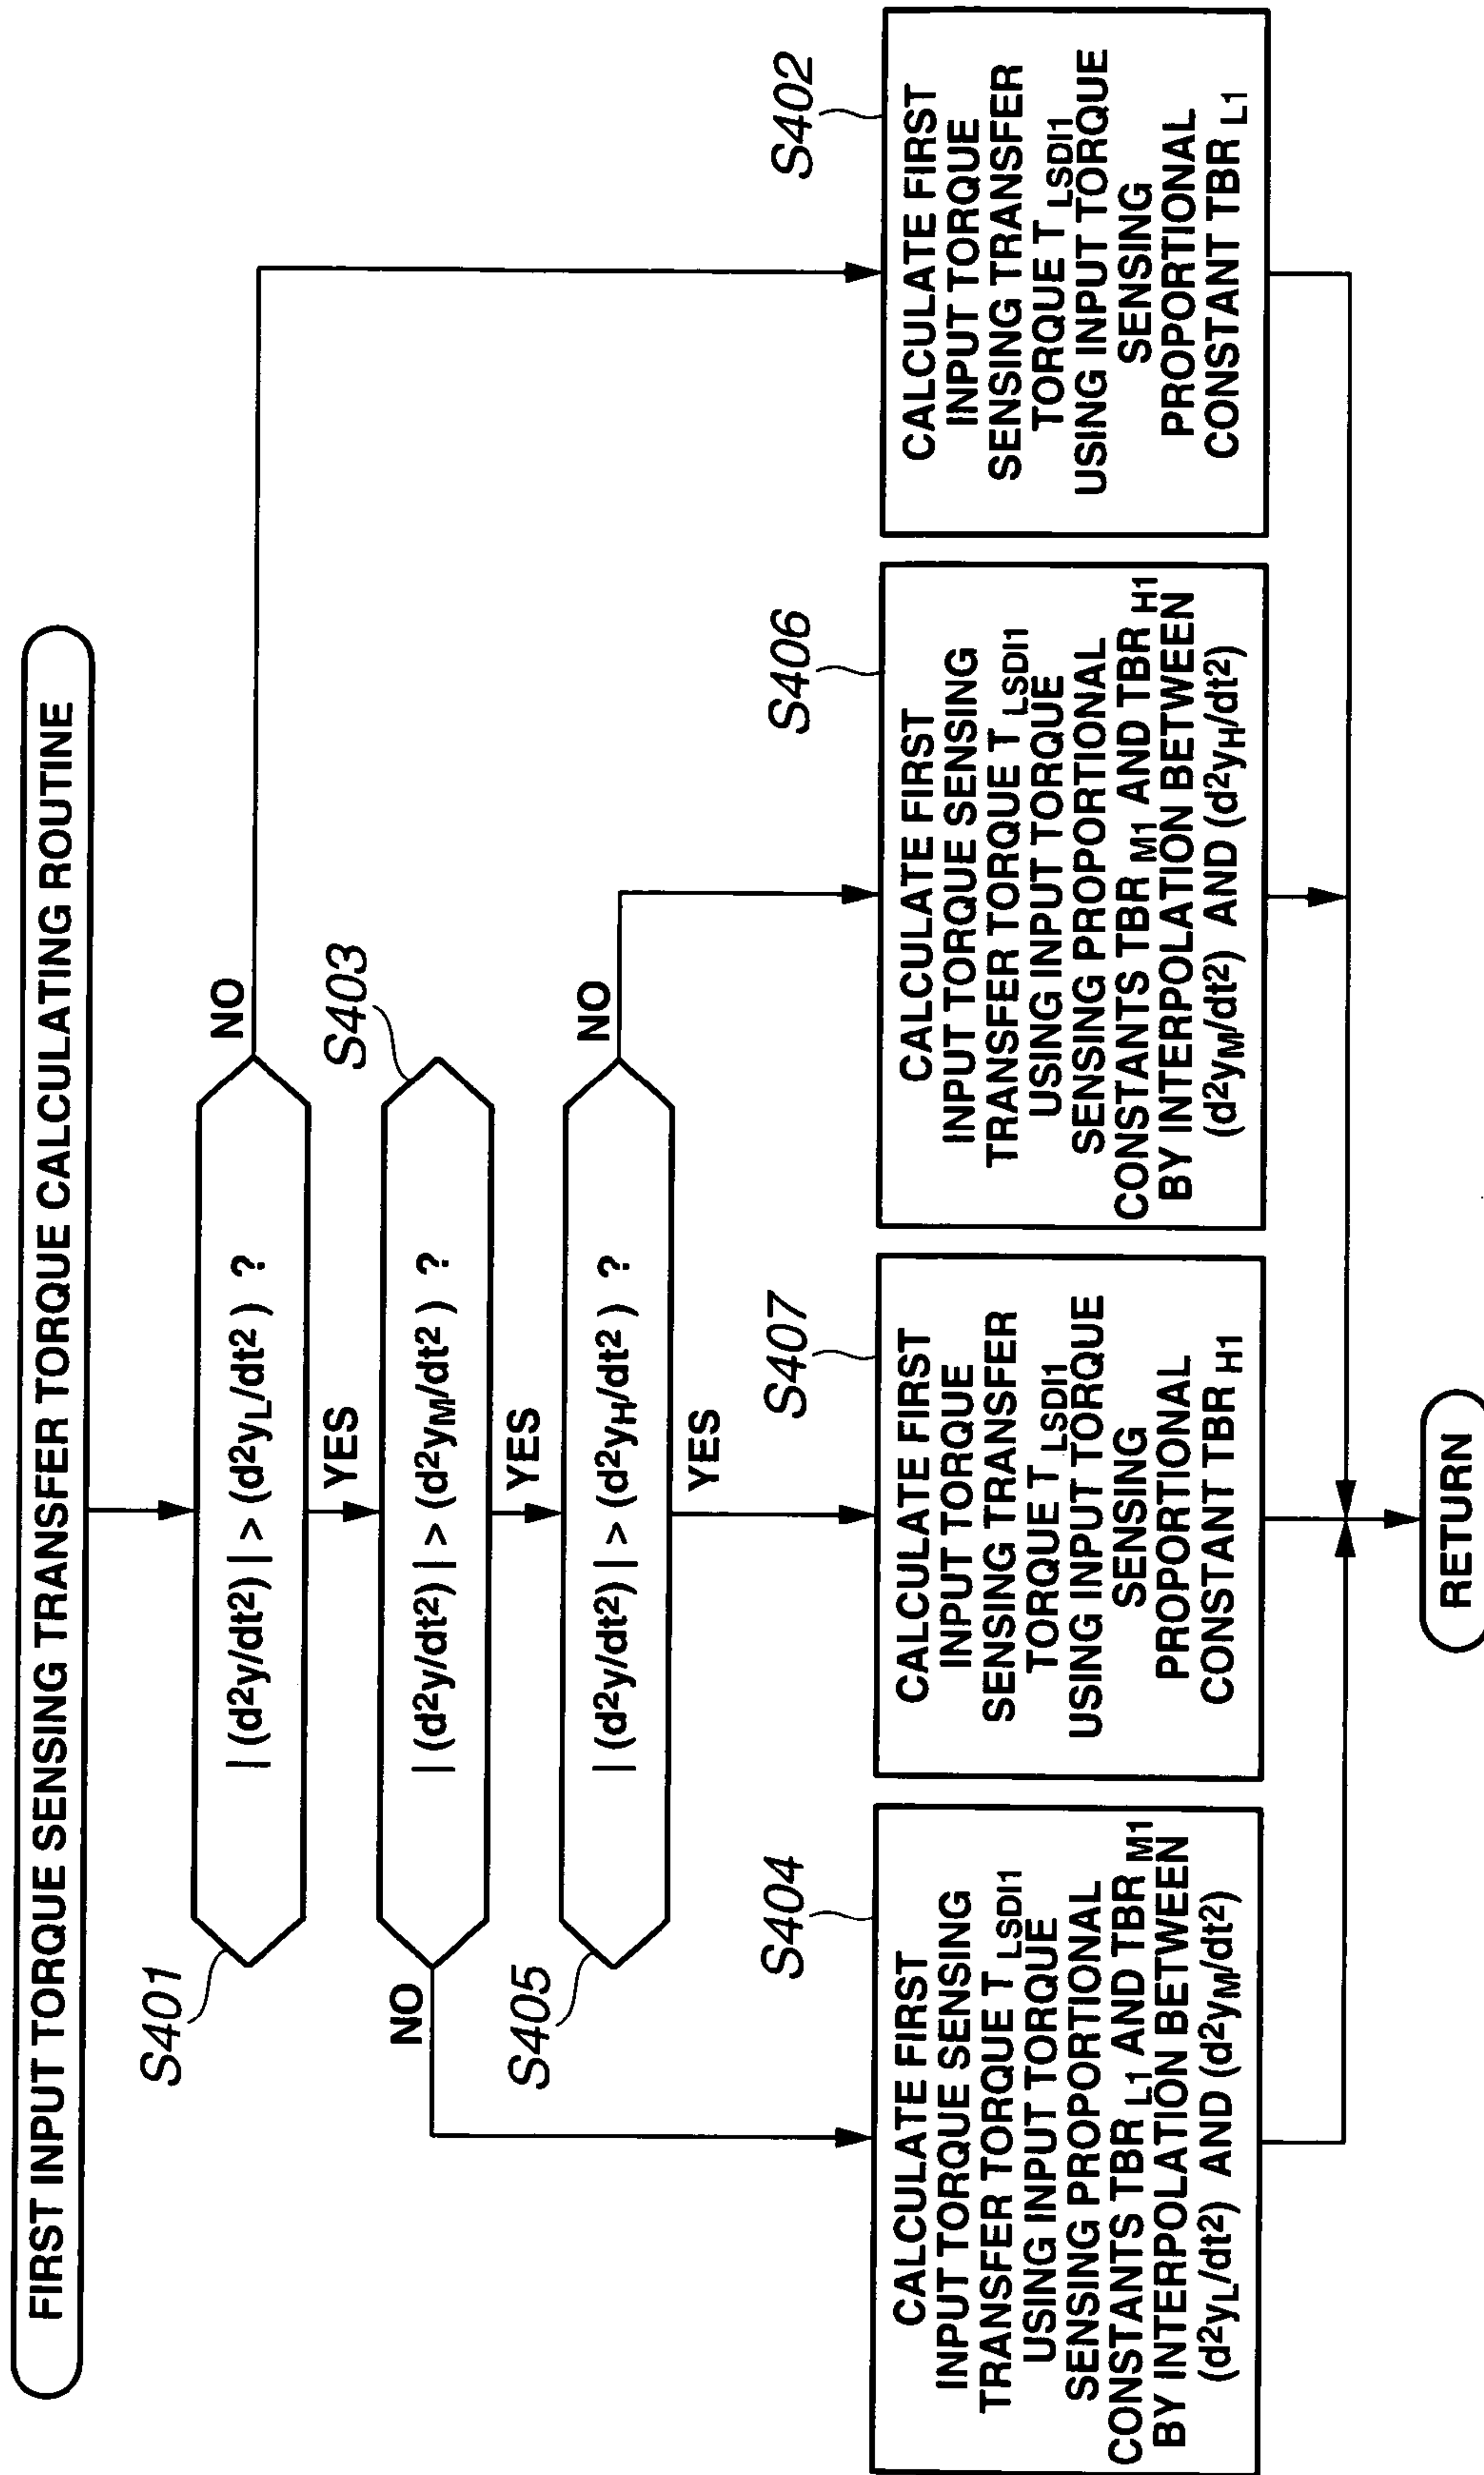 FIRST INPUT TORQUE SENSING TRANSFER TORQUE CALCULATING ROUTINE
S401
| (d²y/dt²) | > (d²yL/dt²) ?
NO
YES
S403
| (d²y/dt²) | > (d²yM/dt²) ?
NO
YES
S405
| (d²y/dt²) | > (d²yH/dt²) ?
NO
YES
S404
CALCULATE FIRST
INPUT TORQUE SENSING
TRANSFER TORQUE T LSDI1
USING INPUT TORQUE
SENSING PROPORTIONAL
CONSTANTS TBR L1 AND TBR M1
BY INTERPOLATION BETWEEN
(d²yL/dt²) AND (d²yM/dt²)
S407
CALCULATE FIRST
INPUT TORQUE
SENSING TRANSFER
TORQUE T LSDI1
USING INPUT TORQUE
SENSING
PROPORTIONAL
CONSTANT TBR H1
S406
CALCULATE FIRST
INPUT TORQUE SENSING
TRANSFER TORQUE T LSDI1
USING INPUT TORQUE
SENSING PROPORTIONAL
CONSTANTS TBR M1 AND TBR H1
BY INTERPOLATION BETWEEN
(d²yM/dt²) AND (d²yH/dt²)
S402
CALCULATE FIRST
INPUT TORQUE
SENSING TRANSFER
TORQUE T LSDI1
USING INPUT TORQUE
SENSING
PROPORTIONAL
CONSTANT TBR L1
RETURN